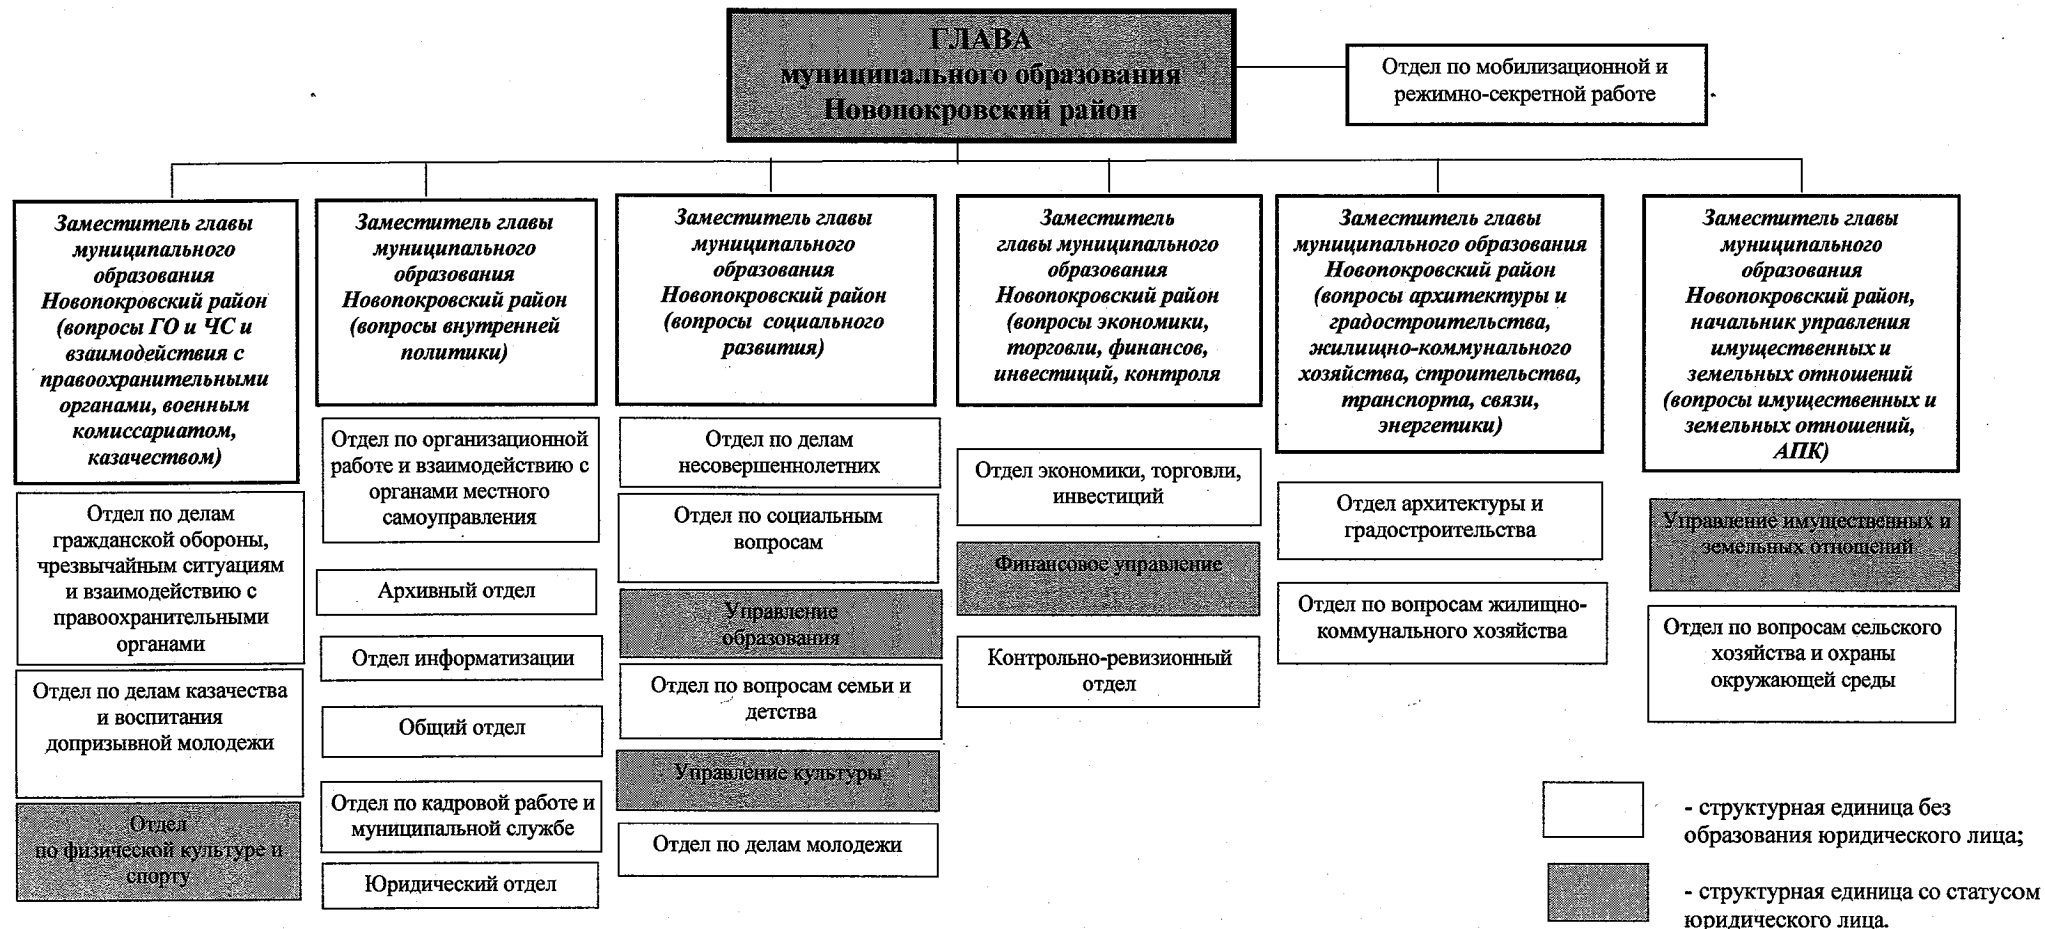 ГЛАВА
муниципального образования
Новопокровский район
Отдел по мобилизационной и
режимно-секретной работе
Заместитель главы
муниципального
образования
Новопокровский район
(вопросы ГО и ЧС и
взаимодействия с
правоохранительными
органами, военным
комиссариатом,
казачеством)
Отдел по делам
гражданской обороны,
чрезвычайным ситуациям
и взаимодействию с
правоохранительными
органами
Отдел по делам казачества
и воспитания
допризывной молодежи
Отдел
по физической культуре и
спорту
Заместитель главы
муниципального
образования
Новопокровский район
(вопросы внутренней
политики)
Отдел по организационной
работе и взаимодействию с
органами местного
самоуправления
Архивный отдел
Отдел информатизации
Общий отдел
Отдел по кадровой работе и
муниципальной службе
Юридический отдел
Заместитель главы
муниципального
образования
Новопокровский район
(вопросы социального
развития)
Отдел по делам
несовершеннолетних
Отдел по социальным
вопросам
Управление
образования
Отдел по вопросам семьи и
детства
Управление культуры
Отдел по делам молодежи
Заместитель
главы муниципального
образования
Новопокровский район
(вопросы экономики,
торговли, финансов,
инвестиций, контроля
Отдел экономики, торговли,
инвестиций
Финансовое управление
Контрольно-ревизионный
отдел
Заместитель главы
муниципального образования
Новопокровский район
(вопросы архитектуры и
градостроительства,
жилищно-коммунального
хозяйства, строительства,
транспорта, связи,
энергетики)
Отдел архитектуры и
градостроительства
Отдел по вопросам жилищно-
коммунального хозяйства
Заместитель главы
муниципального
образования
Новопокровский район,
начальник управления
имущественных и
земельных отношений
(вопросы имущественных и
земельных отношений,
АПК)
Управление имущественных и
земельных отношений
Отдел по вопросам сельского
хозяйства и охраны
окружающей среды
- структурная единица без
образования юридического лица;
- структурная единица со статусом
юридического лица.